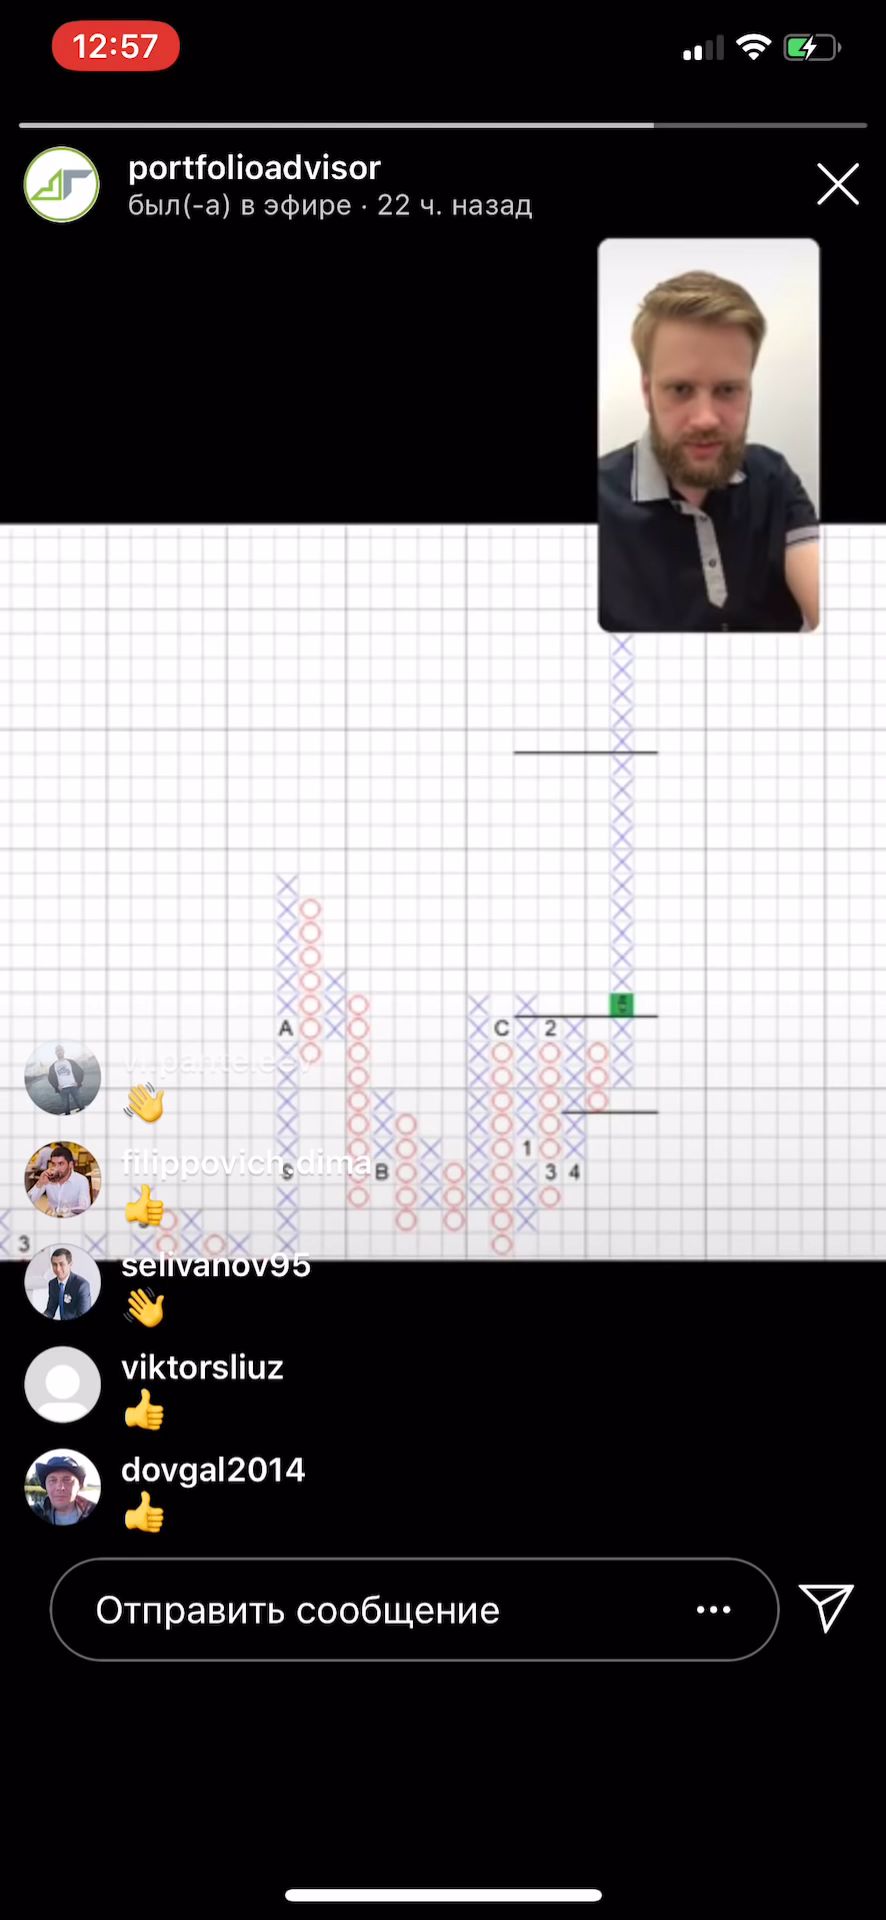 12:57
portfolioadvisor
был(-а) в эфире · 22 ч. назад
A
C
2
filippovich.dima
9
B
1
3 4
3
selivanov95
viktorsliuz
dovgal2014
Отправить сообщение